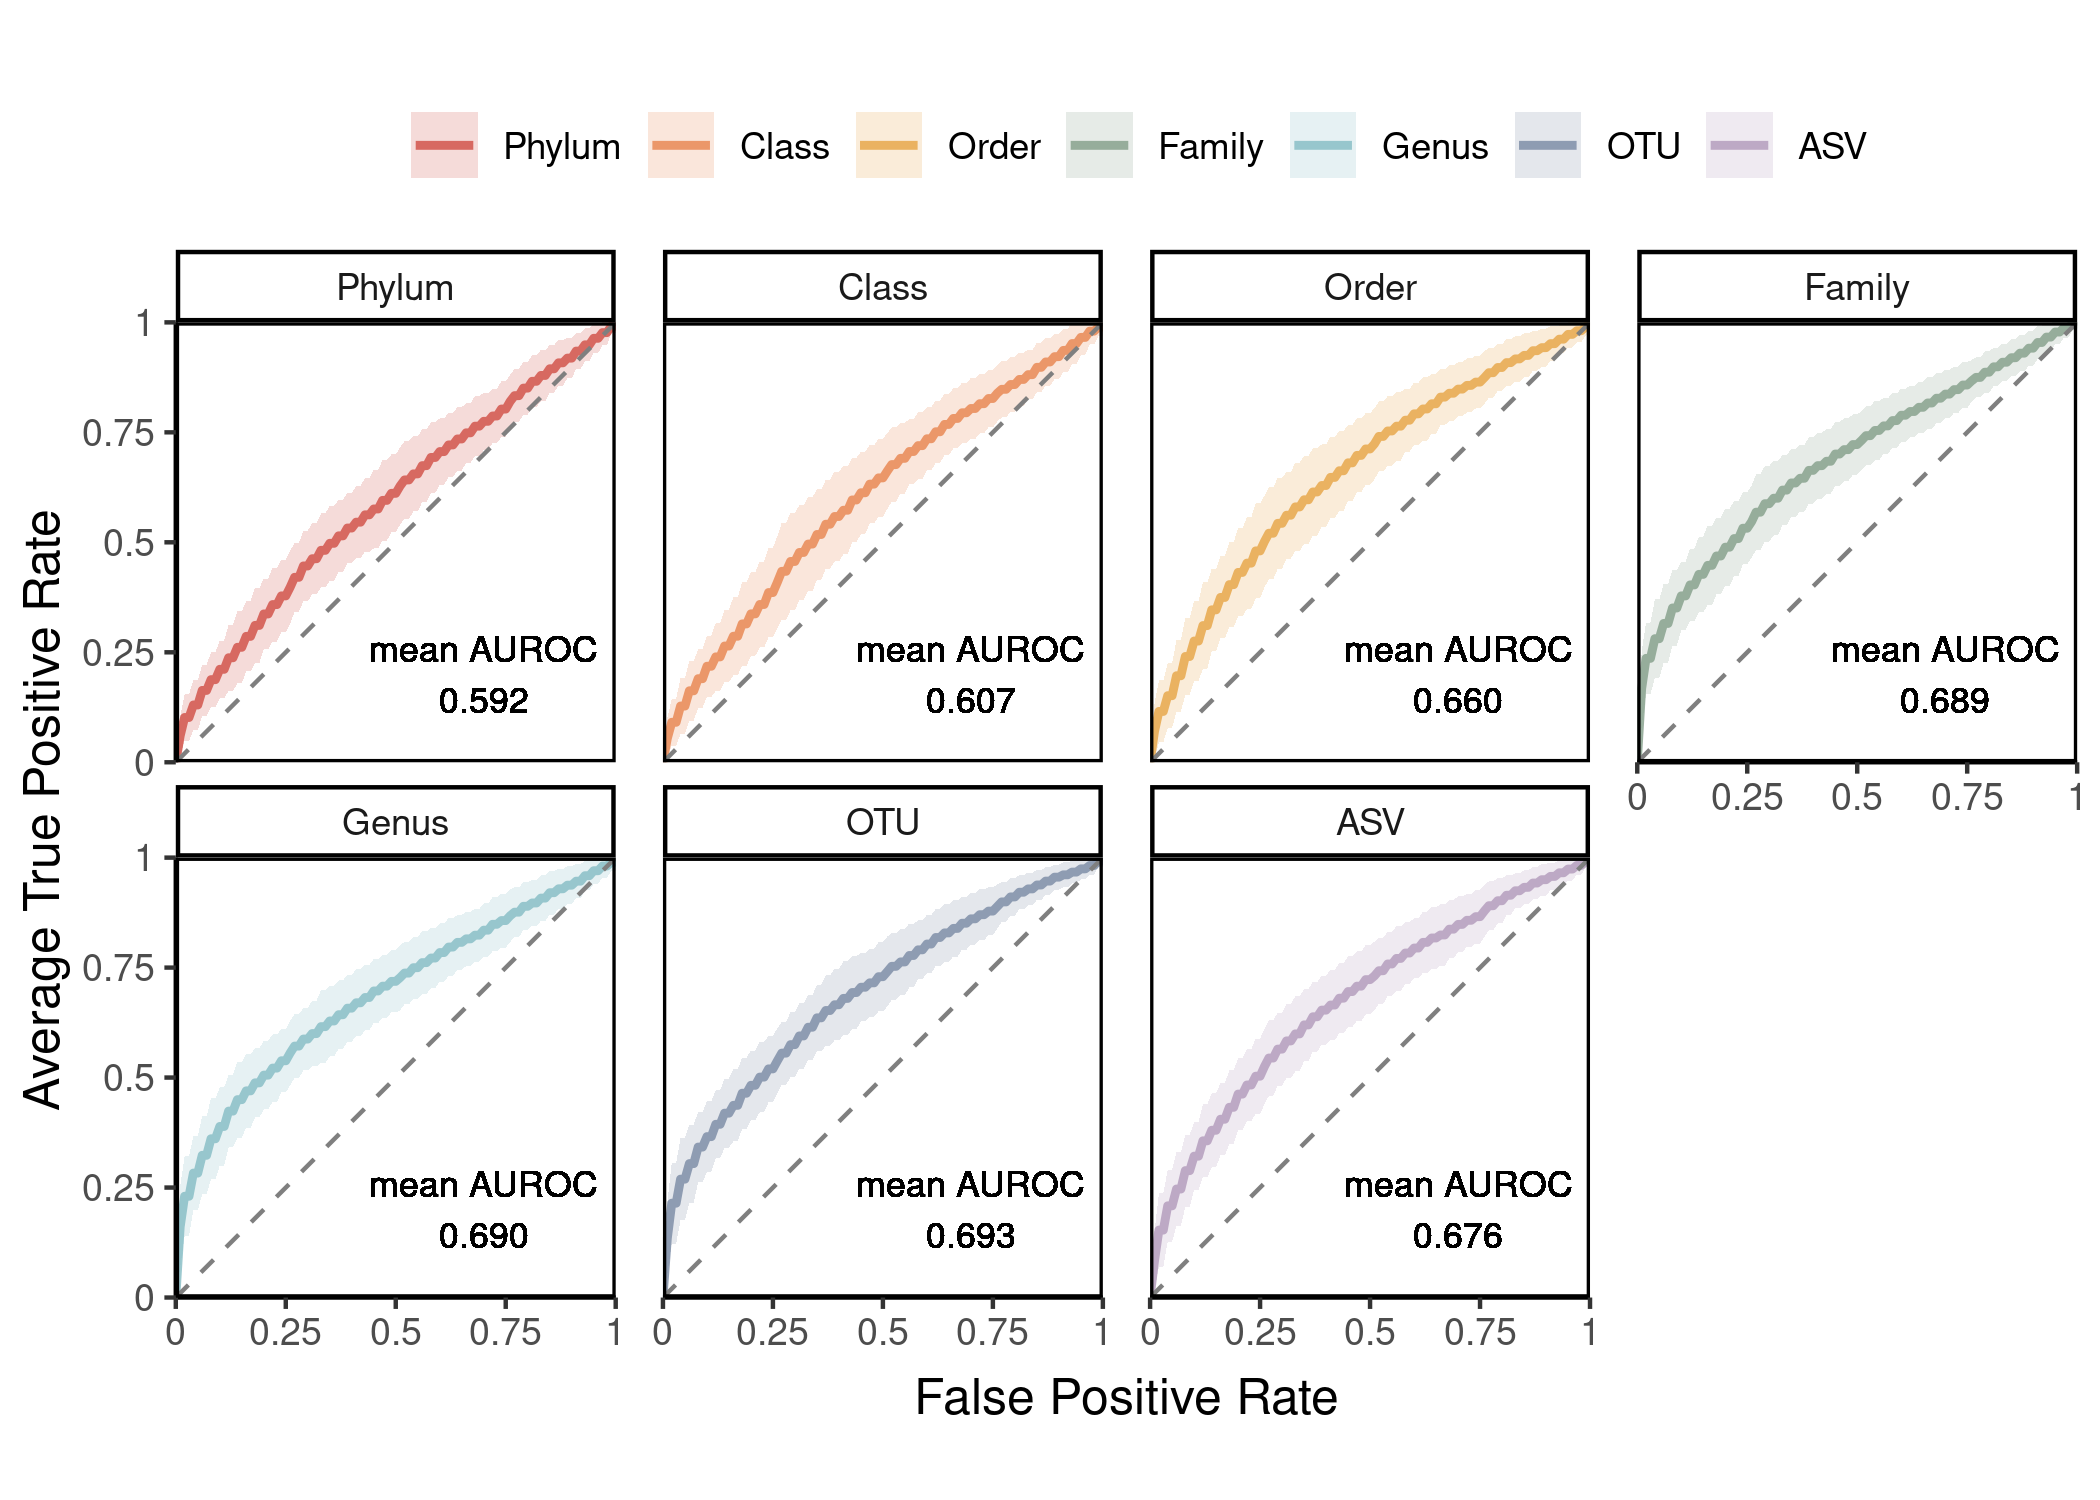 Phylum Class Order Family Genus OTU ASV
Phylum Class Order Family
1
0.75
0.5
0.25
0
mean AUROC
0.592
mean AUROC
0.607
mean AUROC
0.660
mean AUROC
0.689
0 0.25 0.5 0.75 1
Genus OTU ASV
1
0.75
0.5
0.25
0
mean AUROC
0.690
mean AUROC
0.693
mean AUROC
0.676
0 0.25 0.5 0.75 1
0 0.25 0.5 0.75 1
0 0.25 0.5 0.75 1
Average True Positive Rate
False Positive Rate